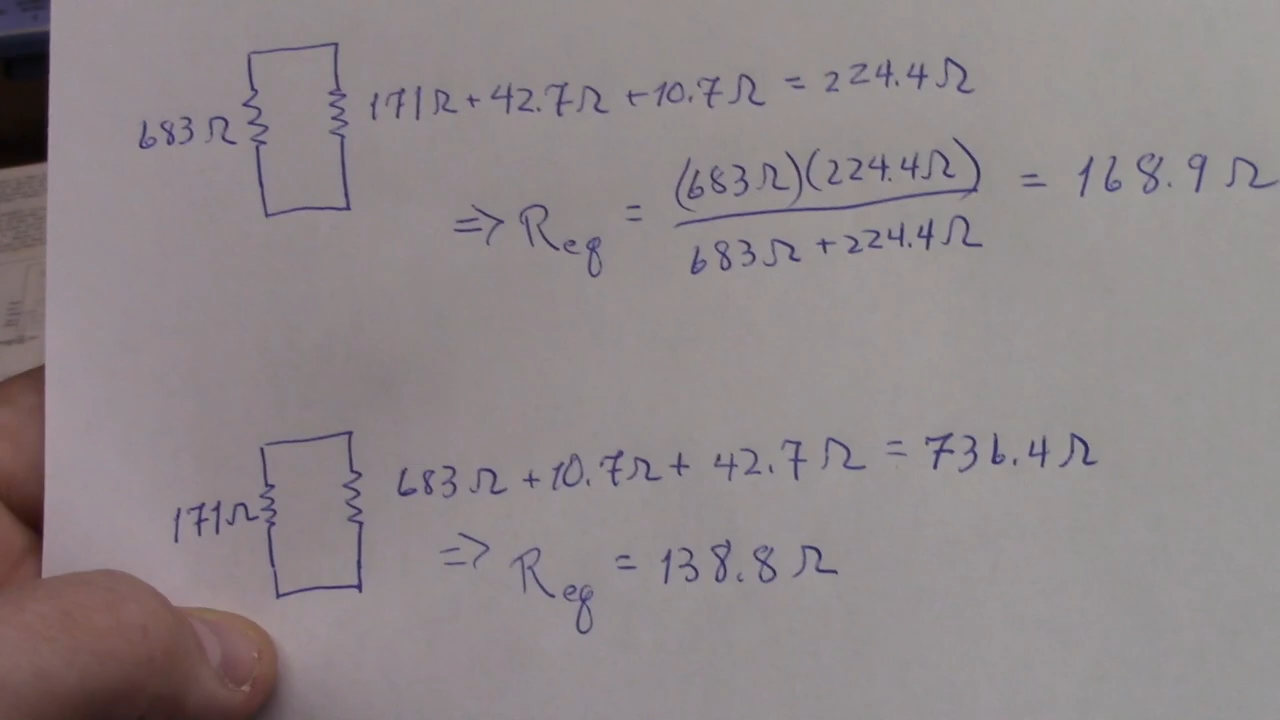 171Ω + 42.7Ω + 10.7Ω = 224.4Ω
683Ω
(683Ω)(224.4Ω)
⇒ Req = = 168.9Ω
683Ω + 224.4Ω
683Ω + 10.7Ω + 42.7Ω = 736.4Ω
171Ω
⇒ Req = 138.8Ω